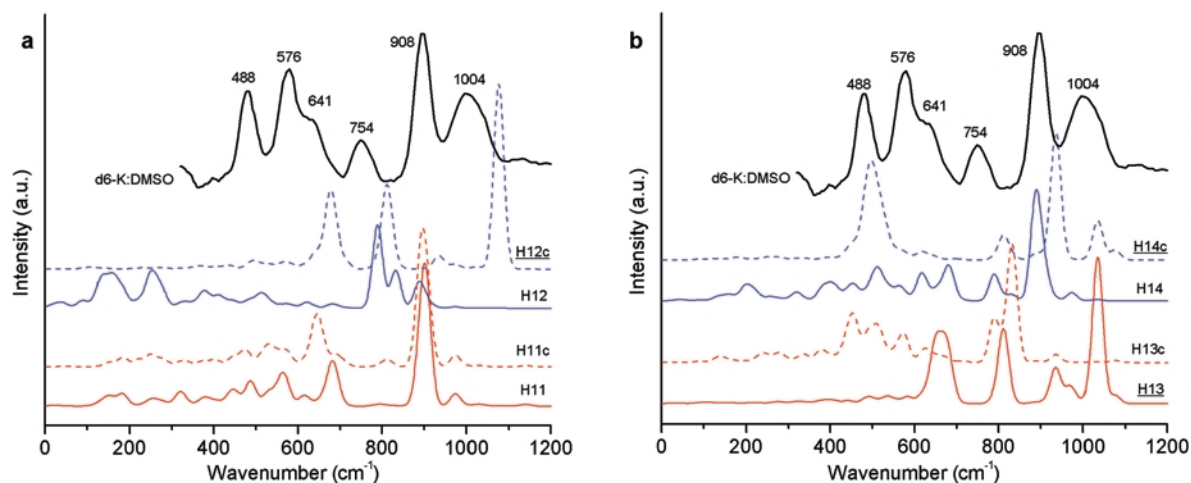 a
488
576
641
754
908
1004
d6-K:DMSO
H12c
H12
H11c
H11
Intensity (a.u.)
0
200
400
600
800
1000
1200
Wavenumber (cm⁻¹)
b
488
576
641
754
908
1004
d6-K:DMSO
H14c
H14
H13c
H13
Intensity (a.u.)
0
200
400
600
800
1000
1200
Wavenumber (cm⁻¹)